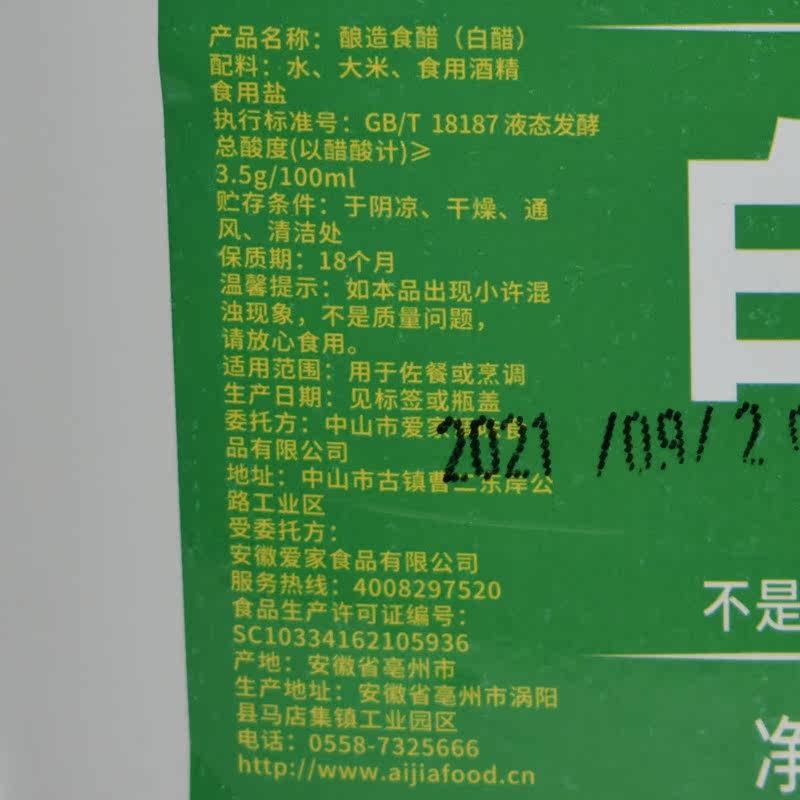 产品名称：酿造食醋（白醋）
配料：水、大米、食用酒精
食用盐
执行标准号：GB/T 18187 液态发酵
总酸度(以醋酸计)≥
3.5g/100ml
贮存条件：于阴凉、干燥、通
风、清洁处
保质期：18个月
温馨提示：如本品出现小许混
浊现象，不是质量问题，
请放心食用。
适用范围：用于佐餐或烹调
生产日期：见标签或瓶盖
委托方：中山市爱家
品有限公司
地址：中山市古镇曹二东岸公
路工业区
受委托方：
安徽爱家食品有限公司
服务热线：4008297520
食品生产许可证编号：
SC10334162105936
产地：安徽省亳州市
生产地址：安徽省亳州市涡阳
县马店集镇工业园区
电话：0558-7325666
http://www.aijiafood.cn
2021/09/2
白
不是
净